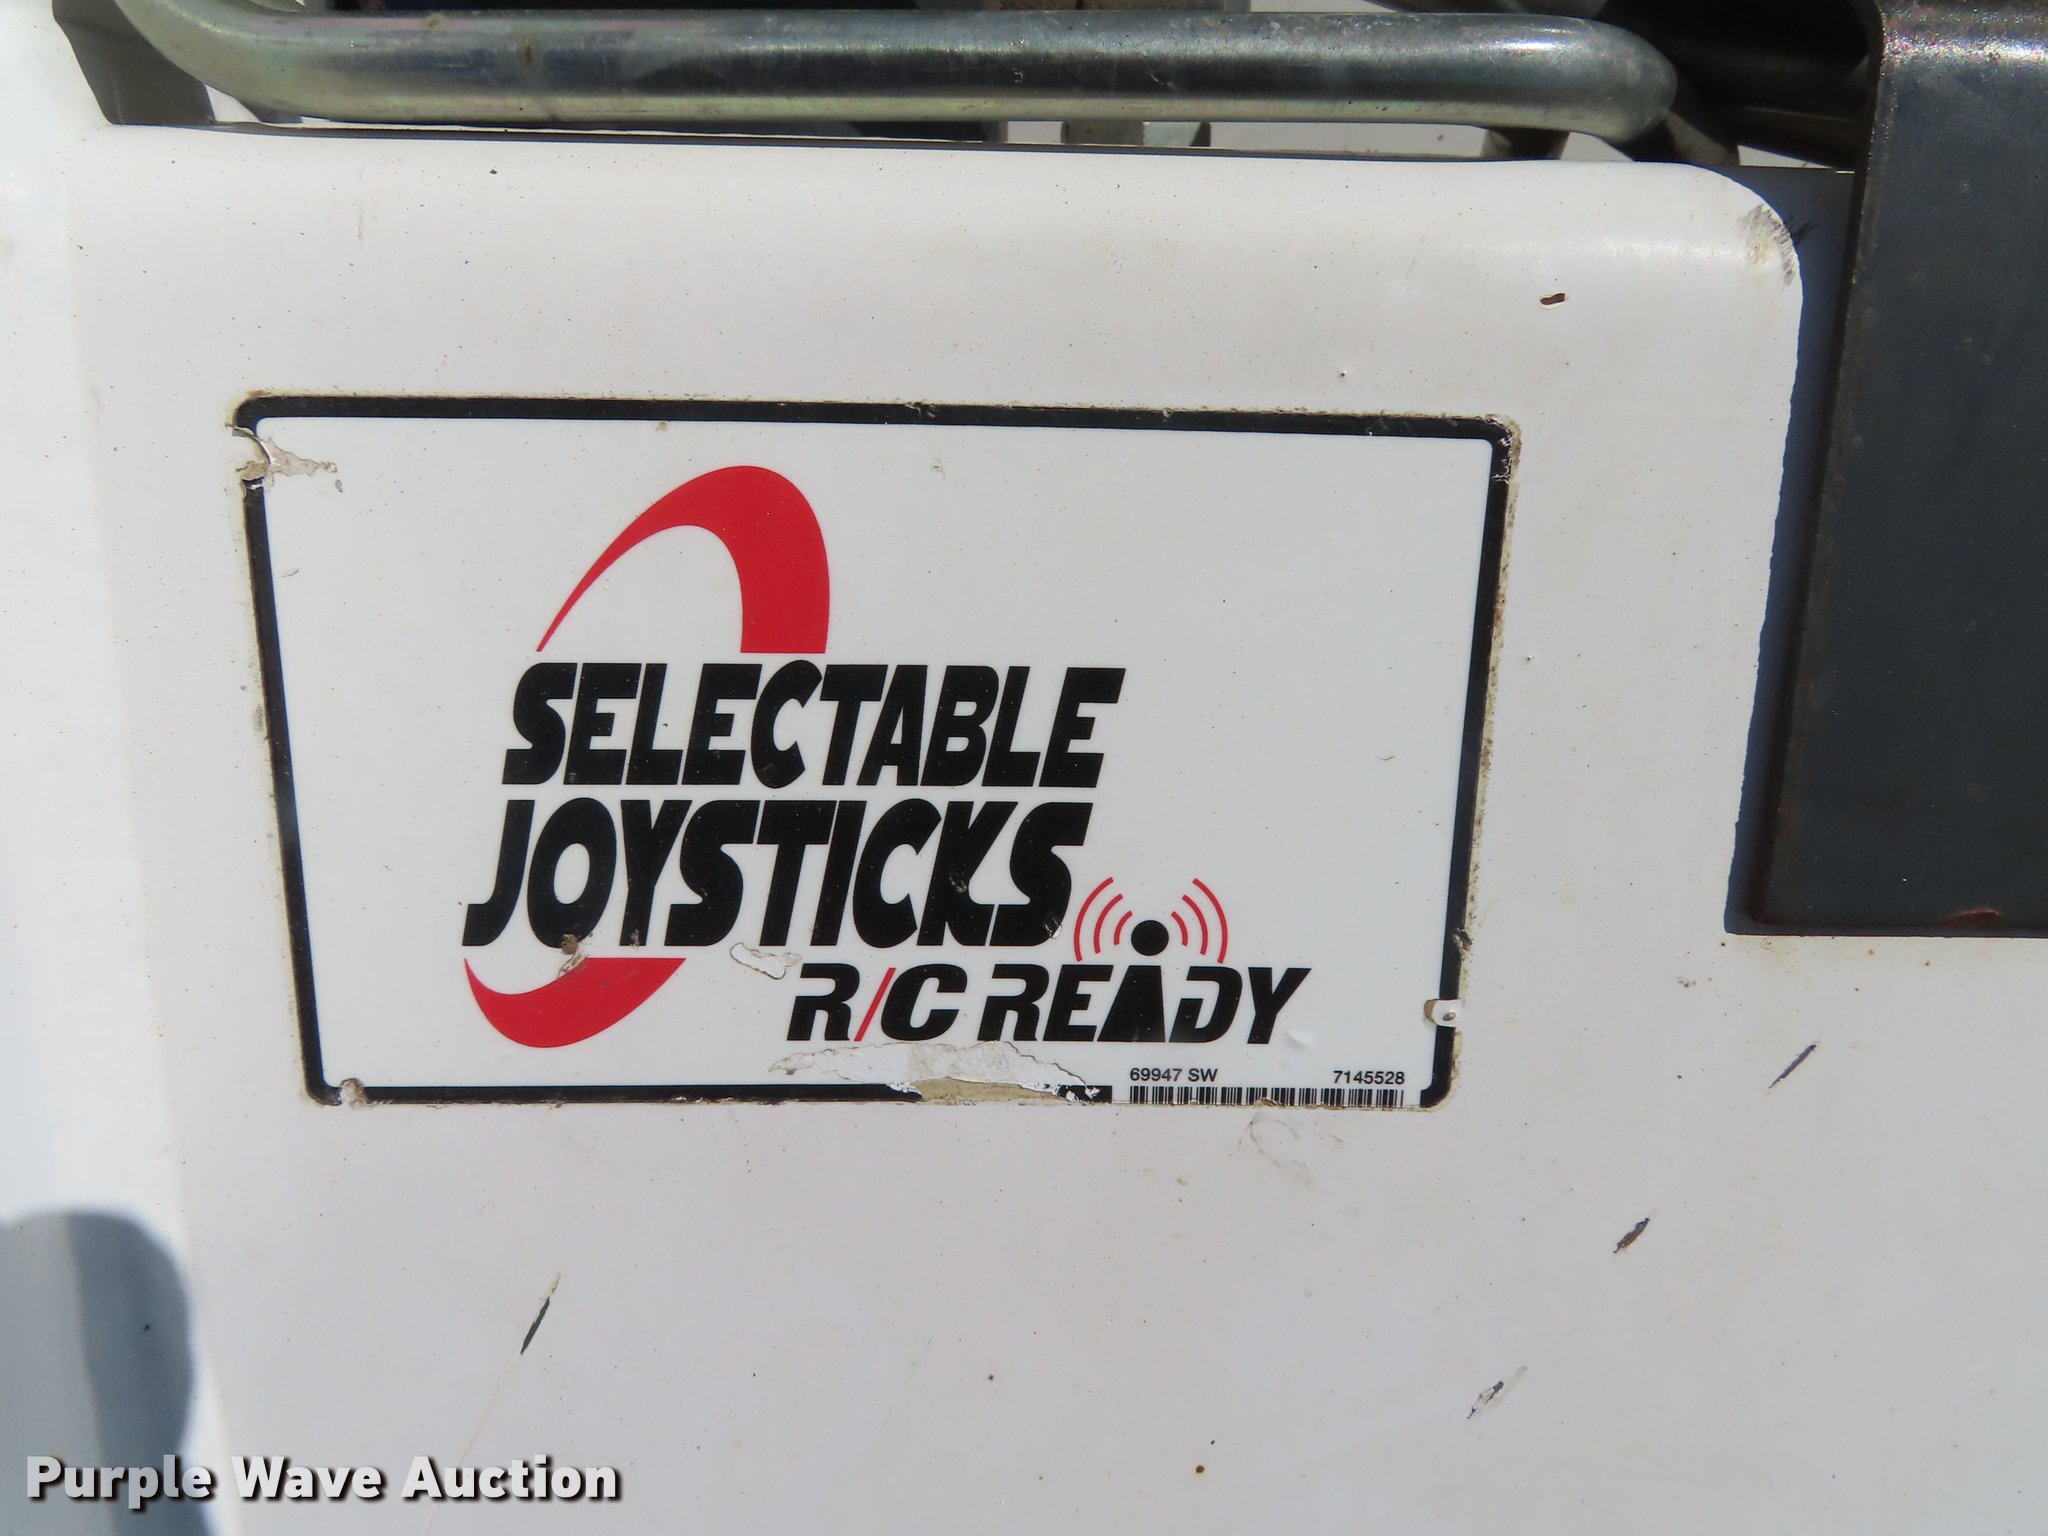 SELECTABLE
JOYSTICKS
R/C READY
69947 SW 7145528
Purple Wave Auction